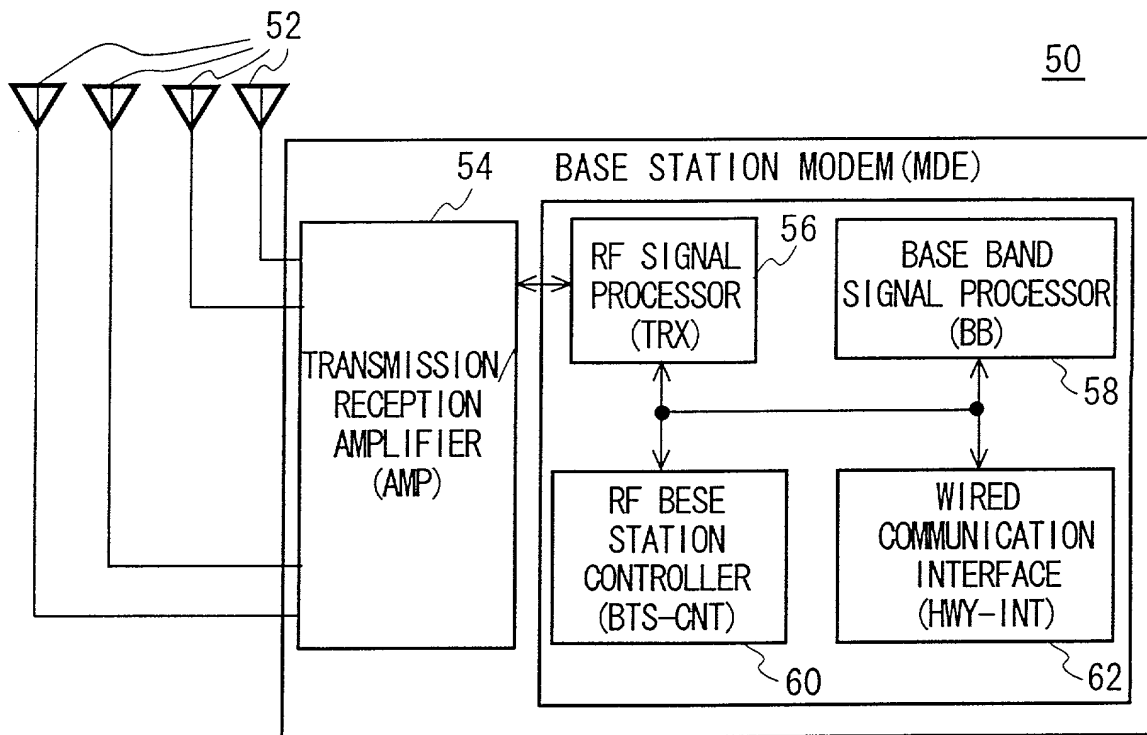 52
50
BASE STATION MODEM(MDE)
54
56
RF SIGNAL
PROCESSOR
(TRX)
BASE BAND
SIGNAL PROCESSOR
(BB)
58
TRANSMISSION
RECEPTION
AMPLIFIER
(AMP)
RF BESE
STATION
CONTROLLER
(BTS-CNT)
60
WIRED
COMMUNICATION
INTERFACE
(HWY-INT)
62